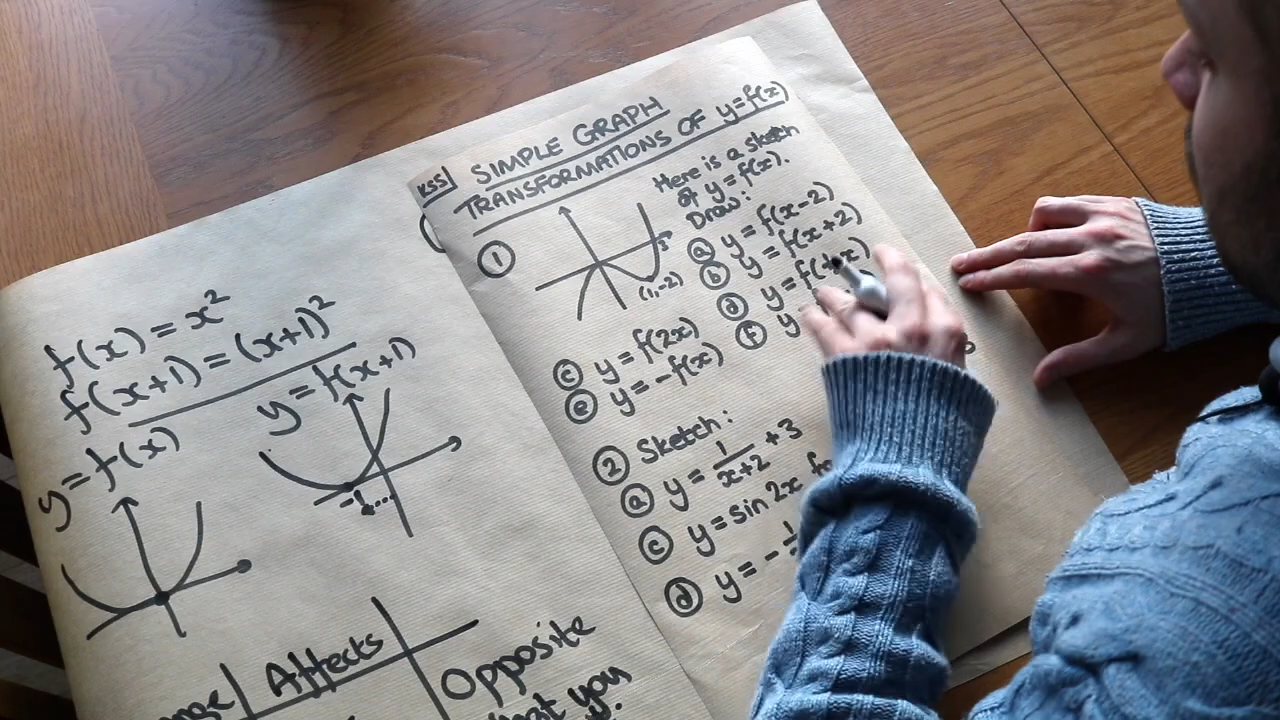 f(x) = x²
f(x+1) = (x+1)²
y = f(x)
y = f(x+1)
-1
Affects
Opposite
you
KS5
SIMPLE GRAPH
TRANSFORMATIONS OF y=f(x)
①
3
(1,-2)
Here is a sketch
of y = f(x).
Draw:
ⓐ y = f(x-2)
ⓑ y = f(x+2)
ⓒ y = f(2x)
ⓓ y = f(
ⓔ y = -f(x)
ⓕ y
② Sketch:
ⓐ y = 1/(x+2) + 3
ⓒ y = sin 2x
ⓓ y = -